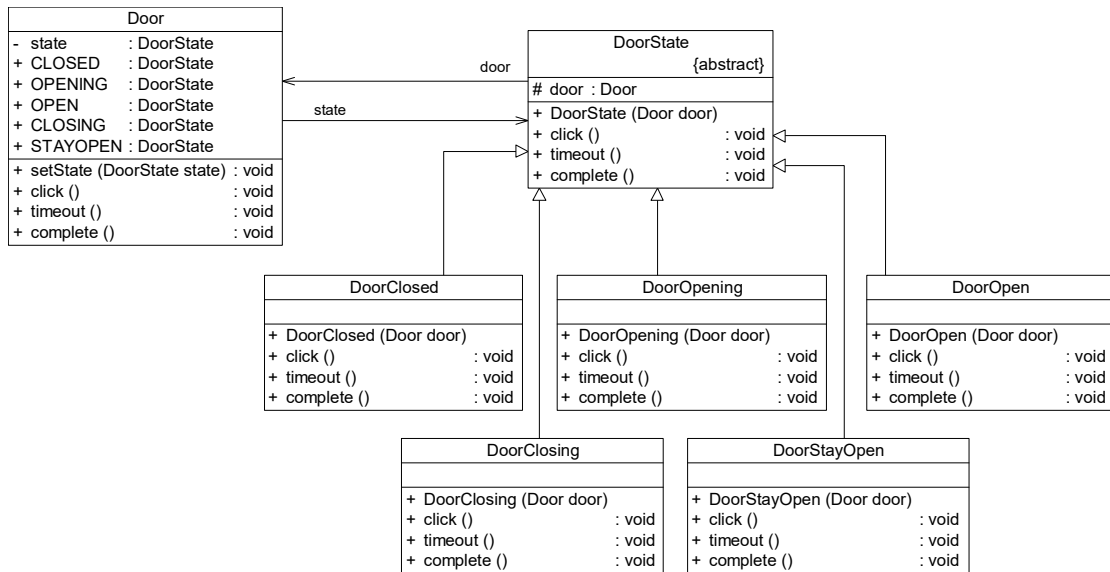 Door
- state : DoorState
+ CLOSED : DoorState
+ OPENING : DoorState
+ OPEN : DoorState
+ CLOSING : DoorState
+ STAYOPEN : DoorState
+ setState (DoorState state) : void
+ click () : void
+ timeout () : void
+ complete () : void
door
state
DoorState
{abstract}
# door : Door
+ DoorState (Door door)
+ click () : void
+ timeout () : void
+ complete () : void
DoorClosed
+ DoorClosed (Door door)
+ click () : void
+ timeout () : void
+ complete () : void
DoorOpening
+ DoorOpening (Door door)
+ click () : void
+ timeout () : void
+ complete () : void
DoorOpen
+ DoorOpen (Door door)
+ click () : void
+ timeout () : void
+ complete () : void
DoorClosing
+ DoorClosing (Door door)
+ click () : void
+ timeout () : void
+ complete () : void
DoorStayOpen
+ DoorStayOpen (Door door)
+ click () : void
+ timeout () : void
+ complete () : void